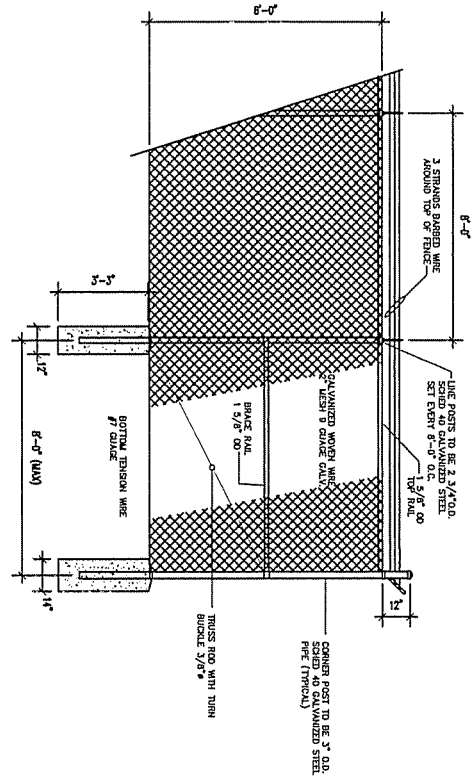 8'-0"
3 STRANDS BARBED WIRE
AROUND TOP OF FENCE
LINE POSTS TO BE 2 3/4"O.D.
SCHED 40 GALVANIZED STEEL
SET EVERY 8'-0" O.C.
1 5/8" OD
TOP RAIL
12"
8'-0"
GALVANIZED WOVEN WIRE
2" MESH 9 GUAGE GALV.
BRACE RAIL
1 5/8" OD
CORNER POST TO BE 3" O.D.
SCHED 40 GALVANIZED STEEL
PIPE (TYPICAL)
TRUSS ROD WITH TURN
BUCKLE 3/8"ø
3'-3"
BOTTOM TENSION WIRE
#7 GUAGE
12"
8'-0" (MAX)
14"